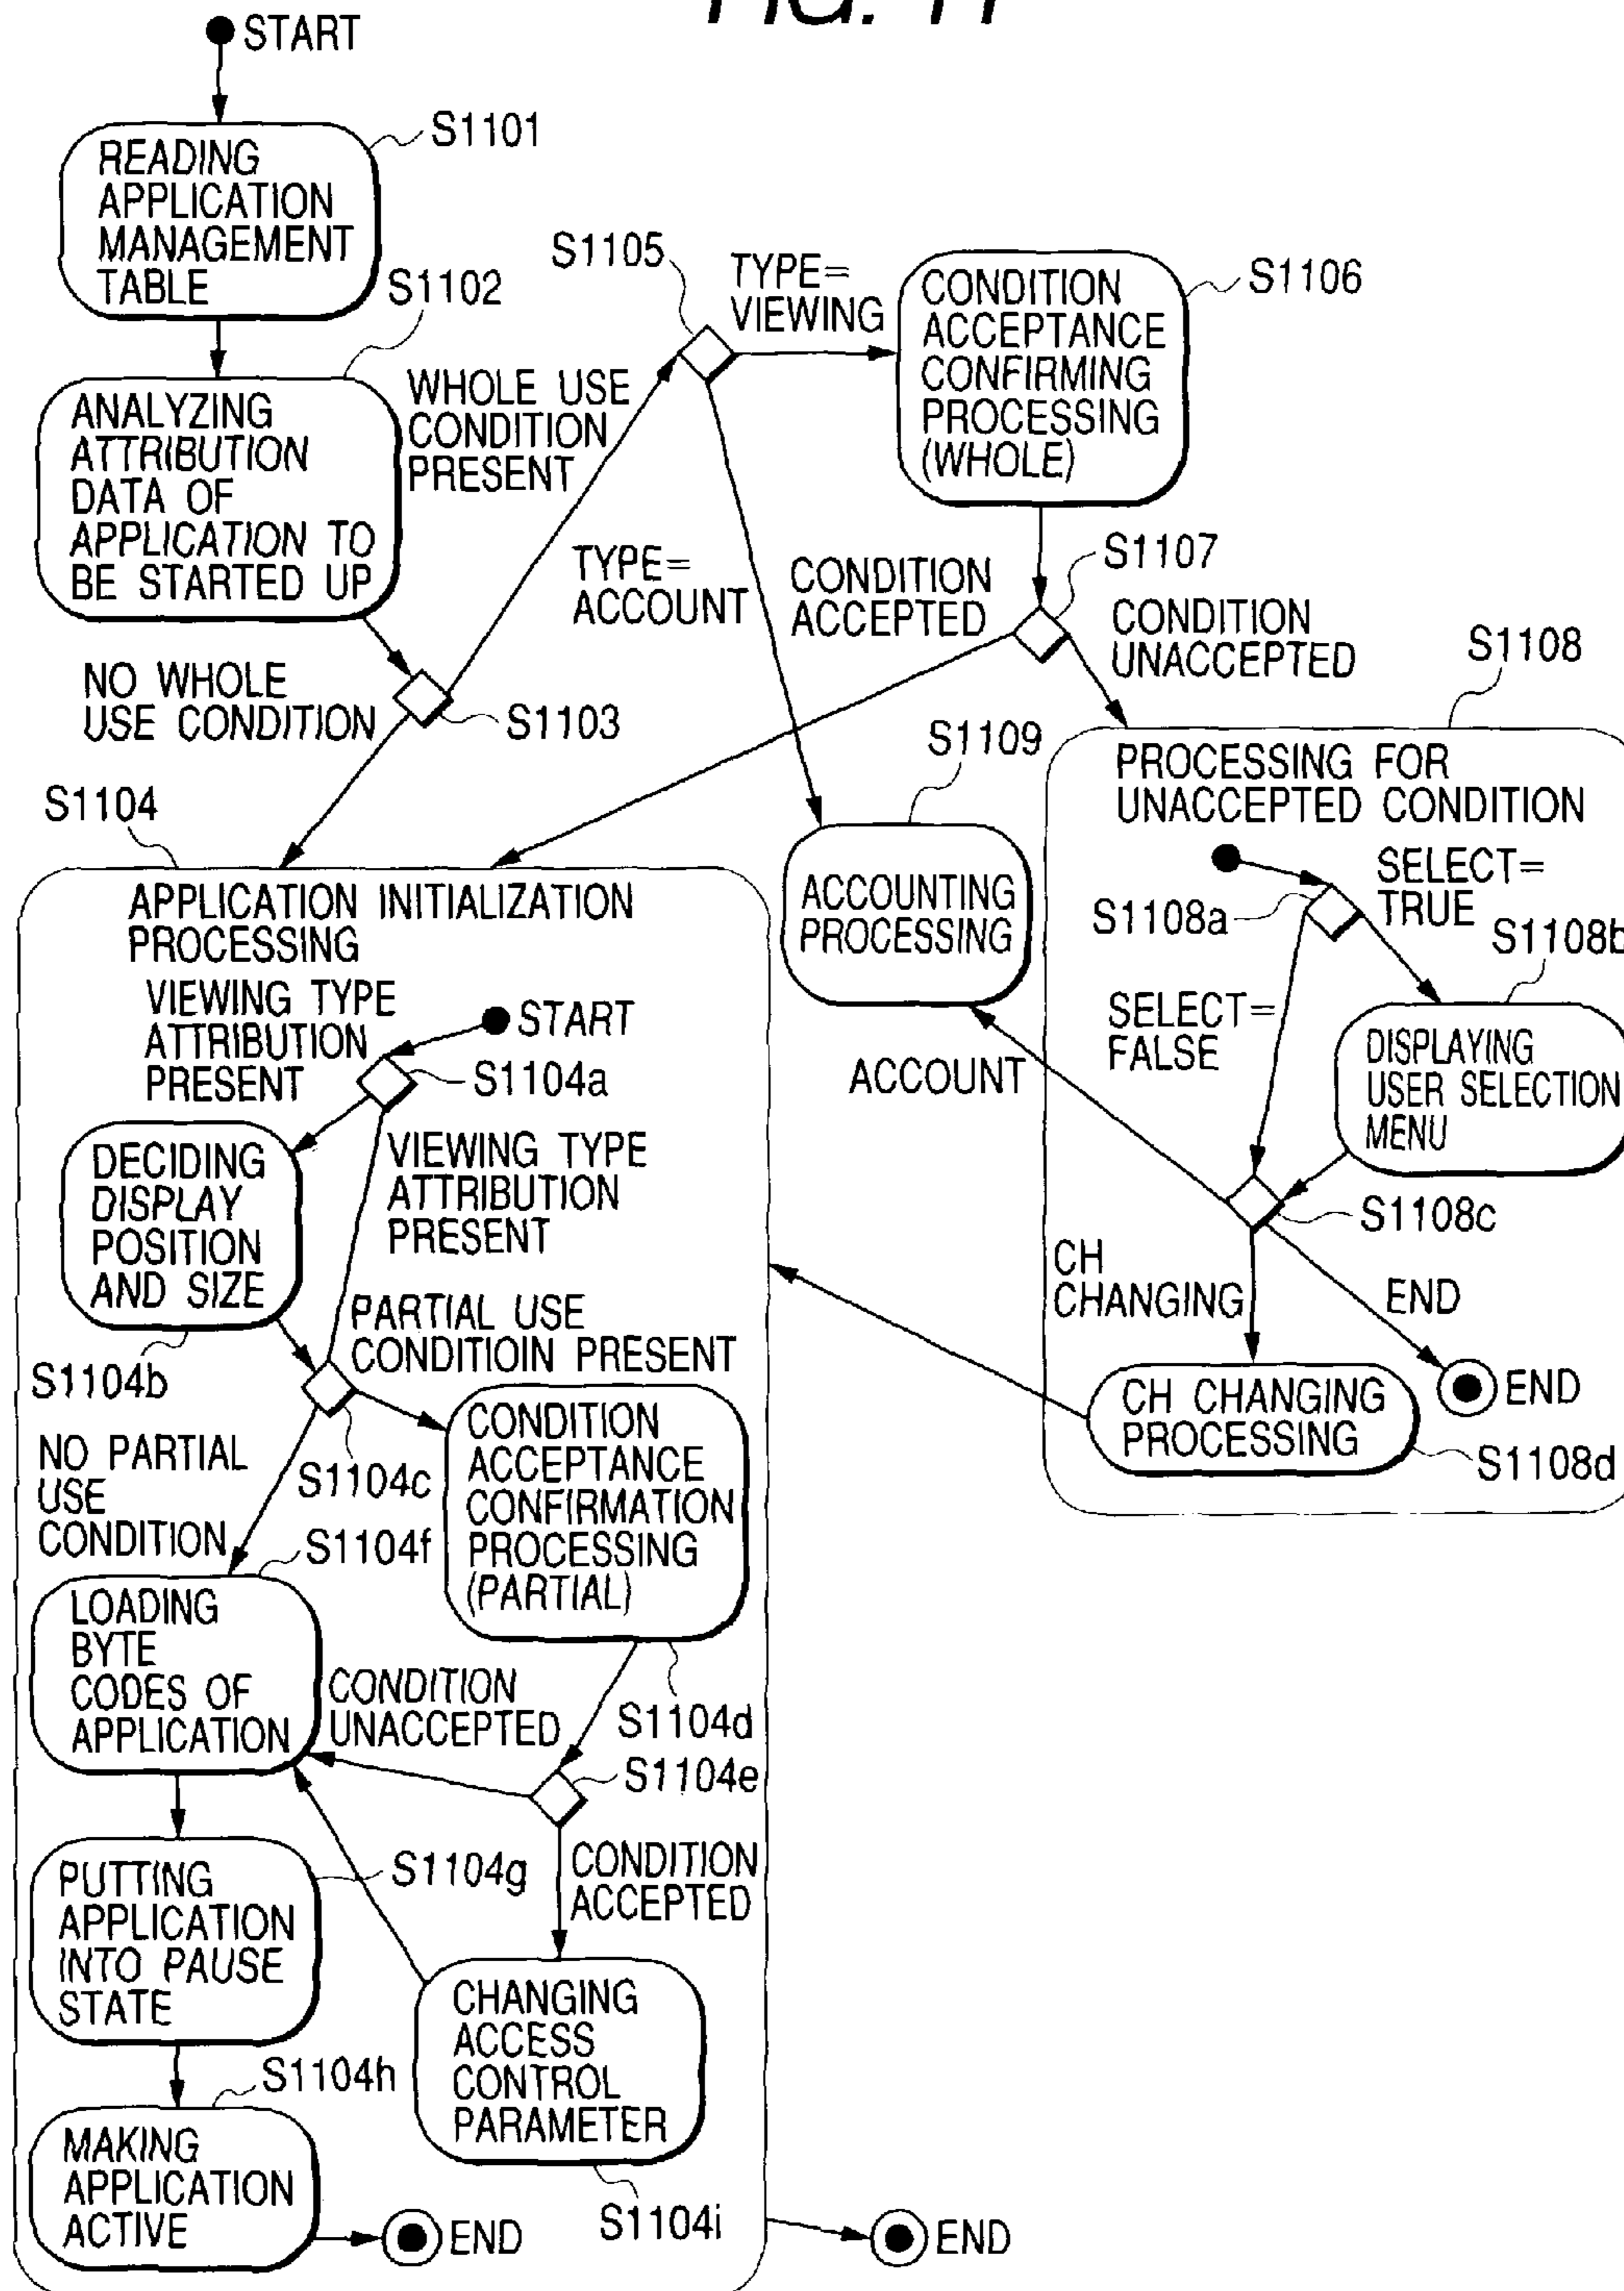 FIG. 11
START
S1101
READING
APPLICATION
MANAGEMENT
TABLE
S1102
ANALYZING
ATTRIBUTION
DATA OF
APPLICATION TO
BE STARTED UP
WHOLE USE
CONDITION
PRESENT
S1105
TYPE=
VIEWING
CONDITION
ACCEPTANCE
CONFIRMING
PROCESSING
(WHOLE)
S1106
TYPE=
ACCOUNT
CONDITION
ACCEPTED
S1107
CONDITION
UNACCEPTED
NO WHOLE
USE CONDITION
S1103
S1104
S1109
ACCOUNTING
PROCESSING
S1108
PROCESSING FOR
UNACCEPTED CONDITION
SELECT=
TRUE
S1108a
S1108b
SELECT=
FALSE
DISPLAYING
USER SELECTION
MENU
ACCOUNT
S1108c
CH
CHANGING
END
END
CH CHANGING
PROCESSING
S1108d
APPLICATION INITIALIZATION
PROCESSING
VIEWING TYPE
ATTRIBUTION
PRESENT
START
S1104a
DECIDING
DISPLAY
POSITION
AND SIZE
VIEWING TYPE
ATTRIBUTION
PRESENT
S1104b
PARTIAL USE
CONDITIOIN PRESENT
S1104c
NO PARTIAL
USE
CONDITION
CONDITION
ACCEPTANCE
CONFIRMATION
PROCESSING
(PARTIAL)
S1104f
LOADING
BYTE
CODES OF
APPLICATION
CONDITION
UNACCEPTED
S1104d
S1104e
CONDITION
ACCEPTED
S1104g
PUTTING
APPLICATION
INTO PAUSE
STATE
CHANGING
ACCESS
CONTROL
PARAMETER
S1104h
MAKING
APPLICATION
ACTIVE
END
S1104i
END